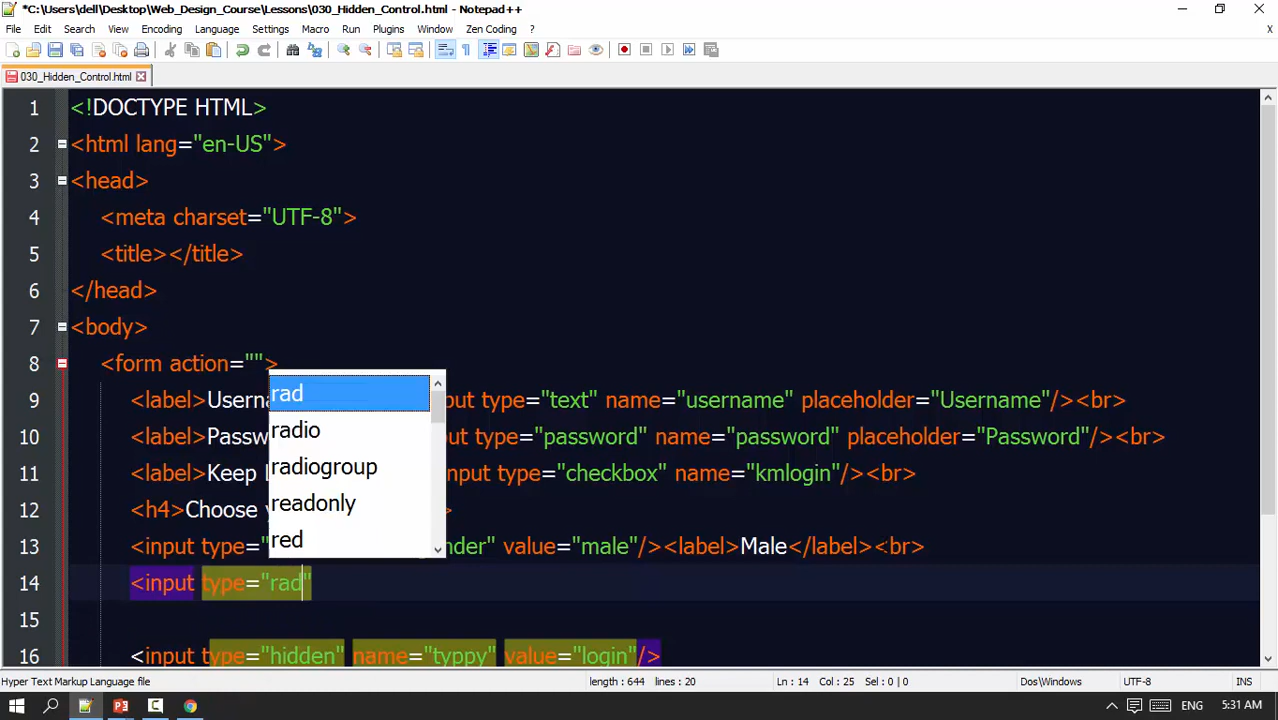 *C:\Users\dell\Desktop\Web_Design_Course\Lessons\030_Hidden_Control.html - Notepad++
File Edit Search View Encoding Language Settings Macro Run Plugins Window Zen Coding ?
030_Hidden_Control.html
1 <!DOCTYPE HTML>
2 <html lang="en-US">
3 <head>
4 <meta charset="UTF-8">
5 <title></title>
6 </head>
7 <body>
8 <form action="">
9 <label>Userna put type="text" name="username" placeholder="Username"/><br>
10 <label>Passw put type="password" name="password" placeholder="Password"/><br>
11 <label>Keep input type="checkbox" name="kmlogin"/><br>
12 <h4>Choose >
13 <input type=" nder" value="male"/><label>Male</label><br>
14 <input type="rad"
15
16 <input type="hidden" name="typpy" value="login"/>
rad
radio
radiogroup
readonly
red
Hyper Text Markup Language file length : 644 lines : 20 Ln : 14 Col : 25 Sel : 0 | 0 Dos\Windows UTF-8 INS
ENG 5:31 AM